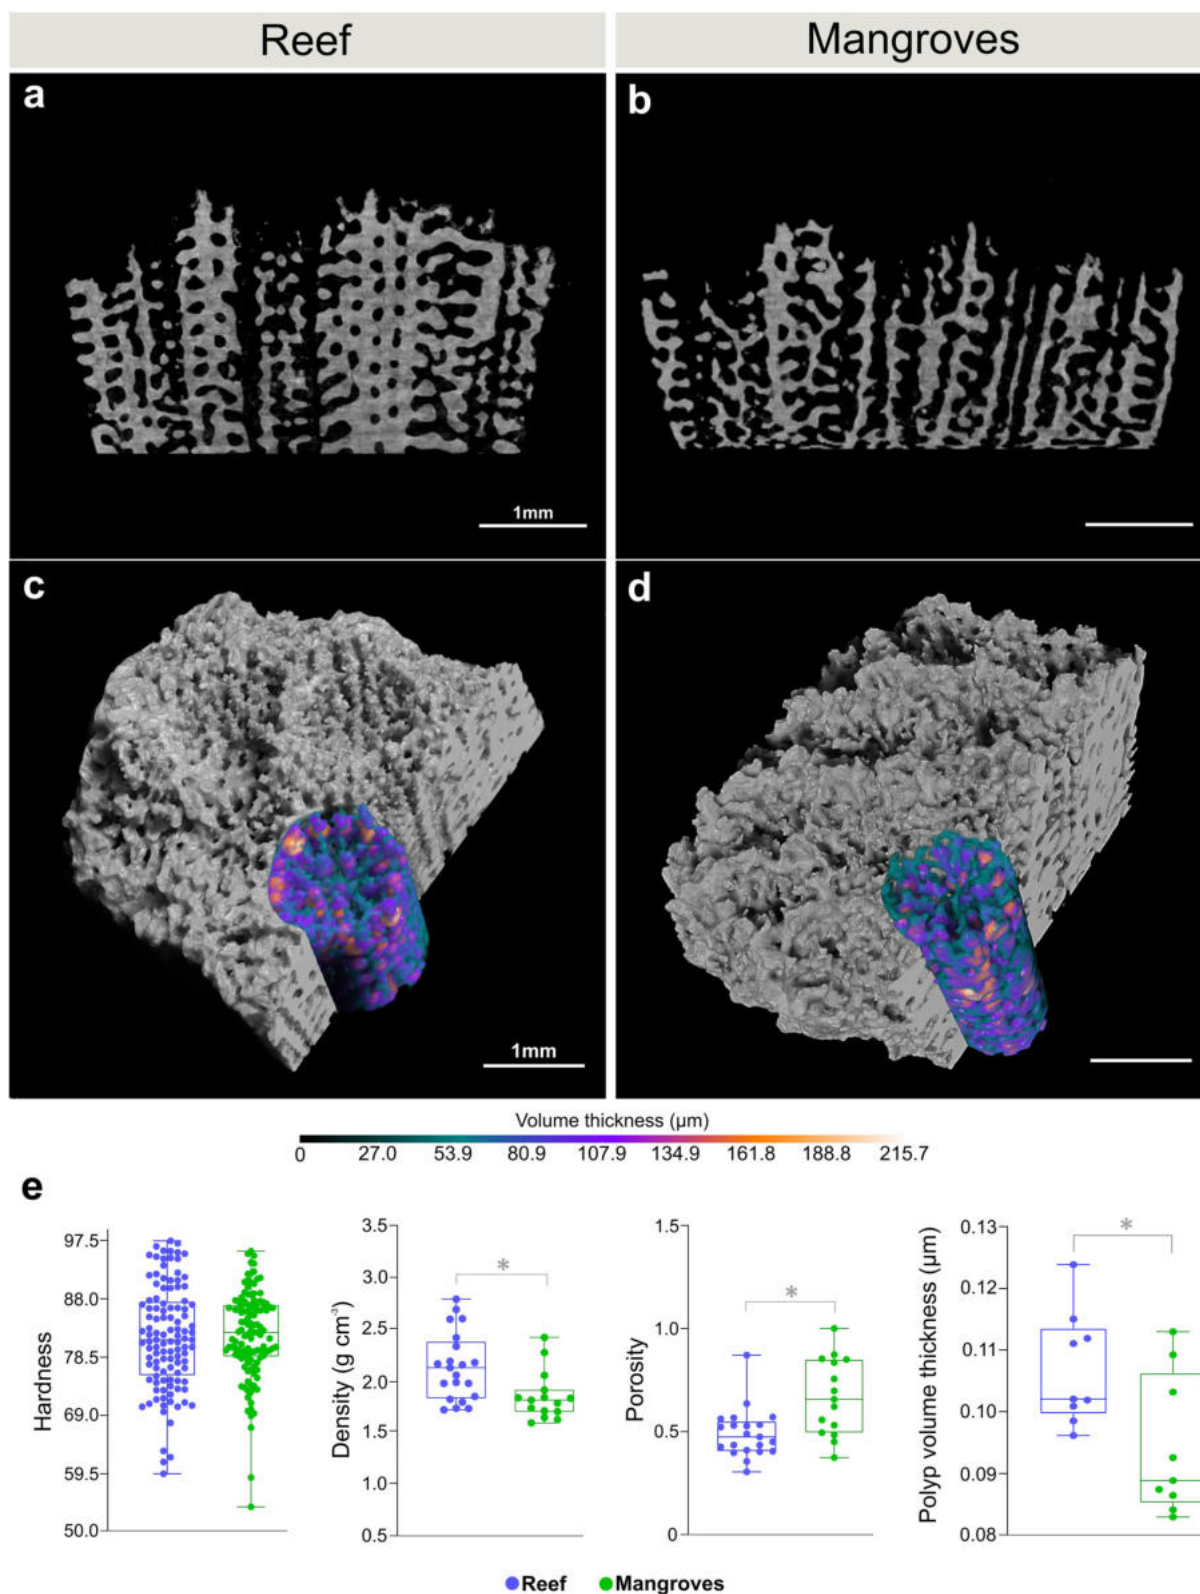 Reef
Mangroves
a
b
1mm
c
d
1mm
Volume thickness (µm)
0 27.0 53.9 80.9 107.9 134.9 161.8 188.8 215.7
e
Hardness
97.5
88.0
78.5
69.0
59.5
50.0
Density (g cm⁻³)
3.5
3.0
2.5
2.0
1.5
1.0
0.5
*
Porosity
1.5
1.0
0.5
0
*
Polyp volume thickness (µm)
0.13
0.12
0.11
0.10
0.09
0.08
*
Reef Mangroves